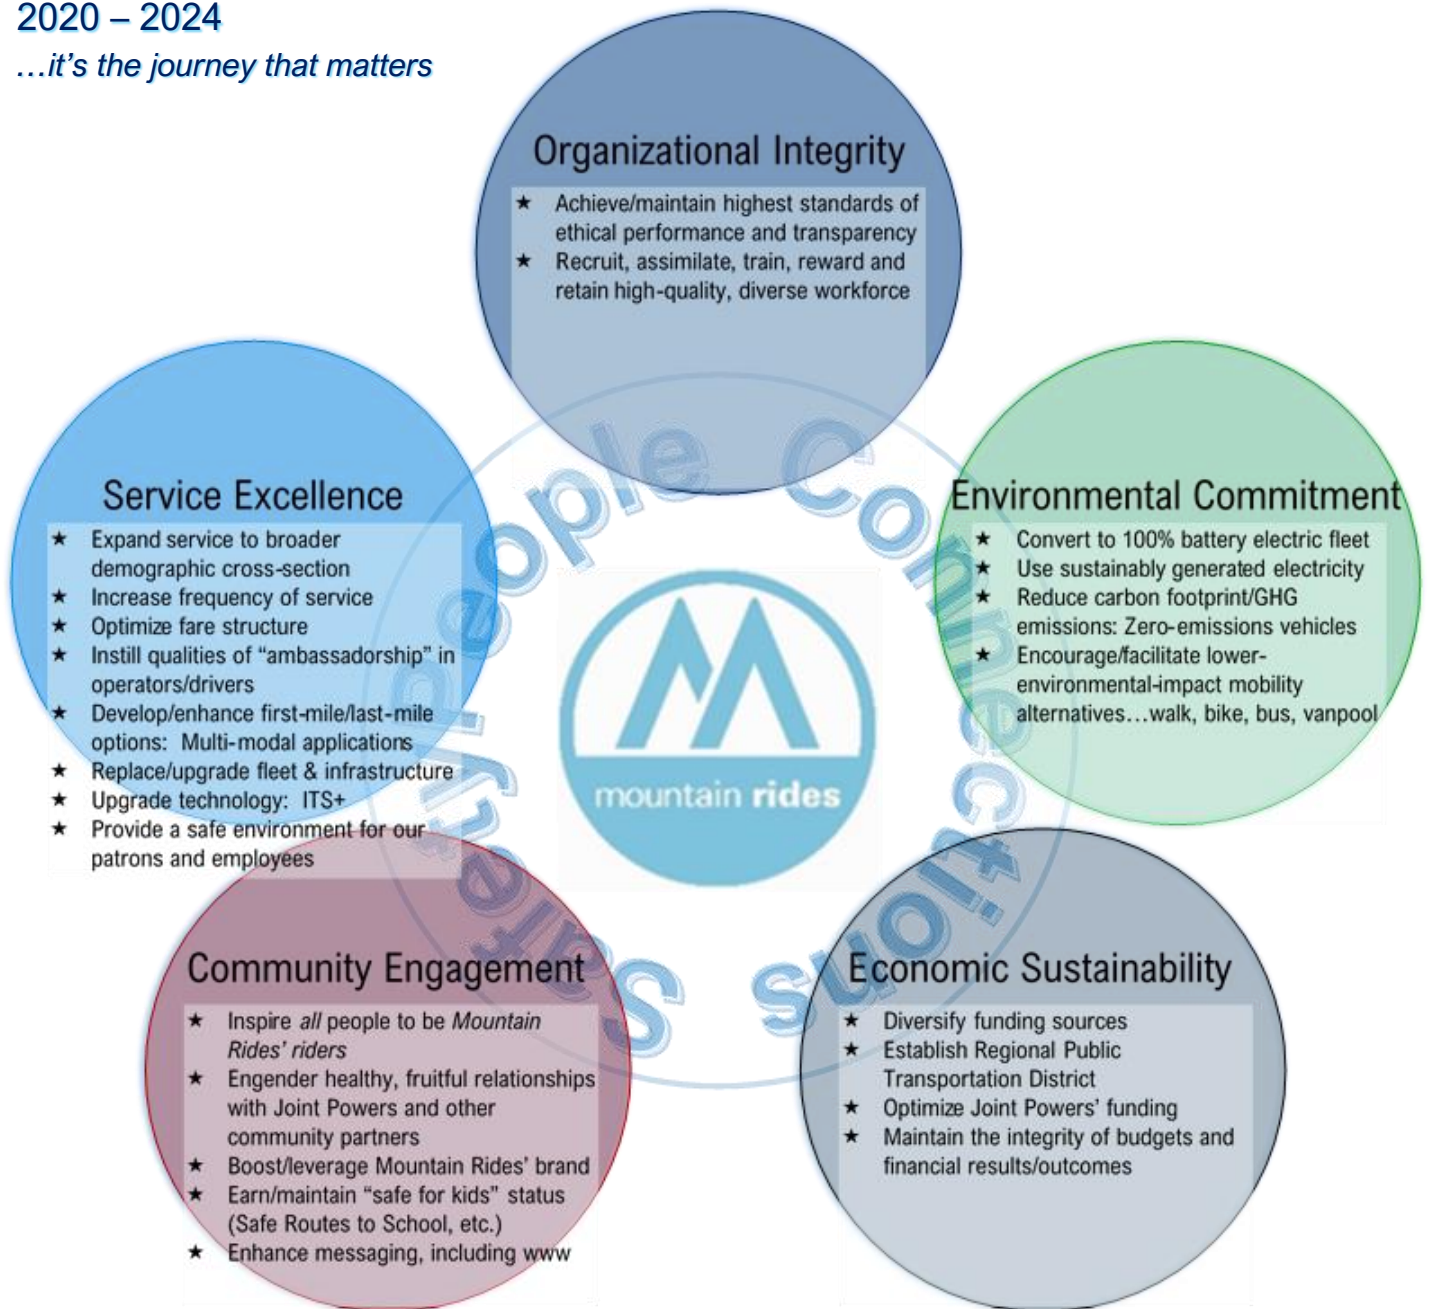 2020 – 2024
…it's the journey that matters
Organizational Integrity
★ Achieve/maintain highest standards of
ethical performance and transparency
★ Recruit, assimilate, train, reward and
retain high-quality, diverse workforce
Service Excellence
★ Expand service to broader
demographic cross-section
★ Increase frequency of service
★ Optimize fare structure
★ Instill qualities of “ambassadorship” in
operators/drivers
★ Develop/enhance first-mile/last-mile
options: Multi-modal applications
★ Replace/upgrade fleet & infrastructure
★ Upgrade technology: ITS+
★ Provide a safe environment for our
patrons and employees
Environmental Commitment
★ Convert to 100% battery electric fleet
★ Use sustainably generated electricity
★ Reduce carbon footprint/GHG
emissions: Zero-emissions vehicles
★ Encourage/facilitate lower-
environmental-impact mobility
alternatives…walk, bike, bus, vanpool
Safety. People Connections
mountain rides
Community Engagement
★ Inspire all people to be Mountain
Rides’ riders
★ Engender healthy, fruitful relationships
with Joint Powers and other
community partners
★ Boost/leverage Mountain Rides’ brand
★ Earn/maintain “safe for kids” status
(Safe Routes to School, etc.)
★ Enhance messaging, including www
Economic Sustainability
★ Diversify funding sources
★ Establish Regional Public
Transportation District
★ Optimize Joint Powers’ funding
★ Maintain the integrity of budgets and
financial results/outcomes